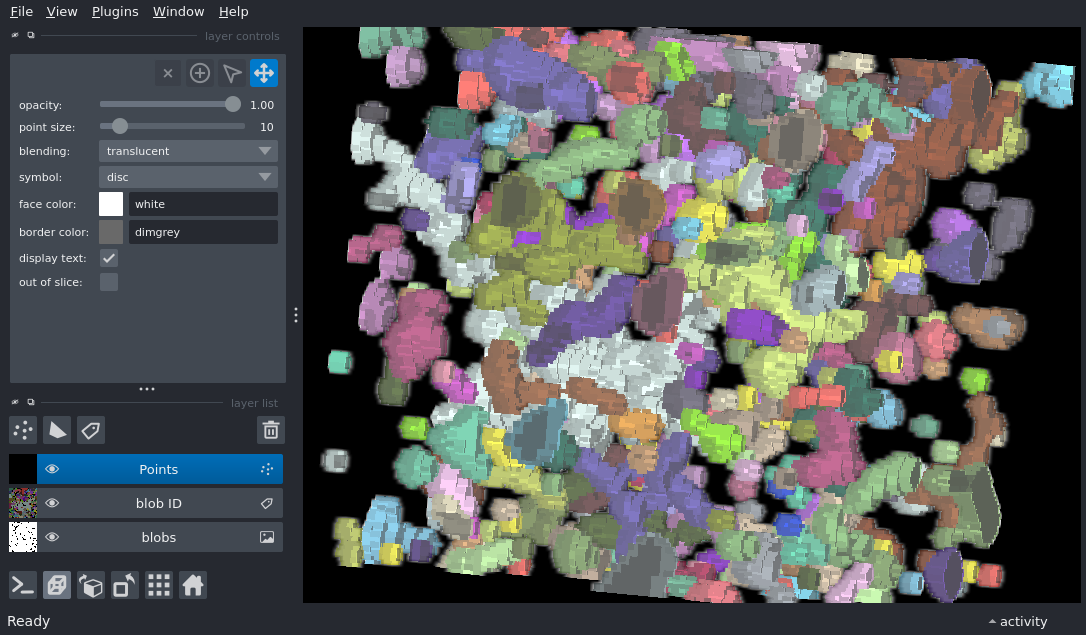 File View Plugins Window Help
layer controls
opacity: 1.00
point size: 10
blending: translucent
symbol: disc
face color: white
border color: dimgrey
display text:
out of slice:
layer list
Points
blob ID
blobs
Ready
activity